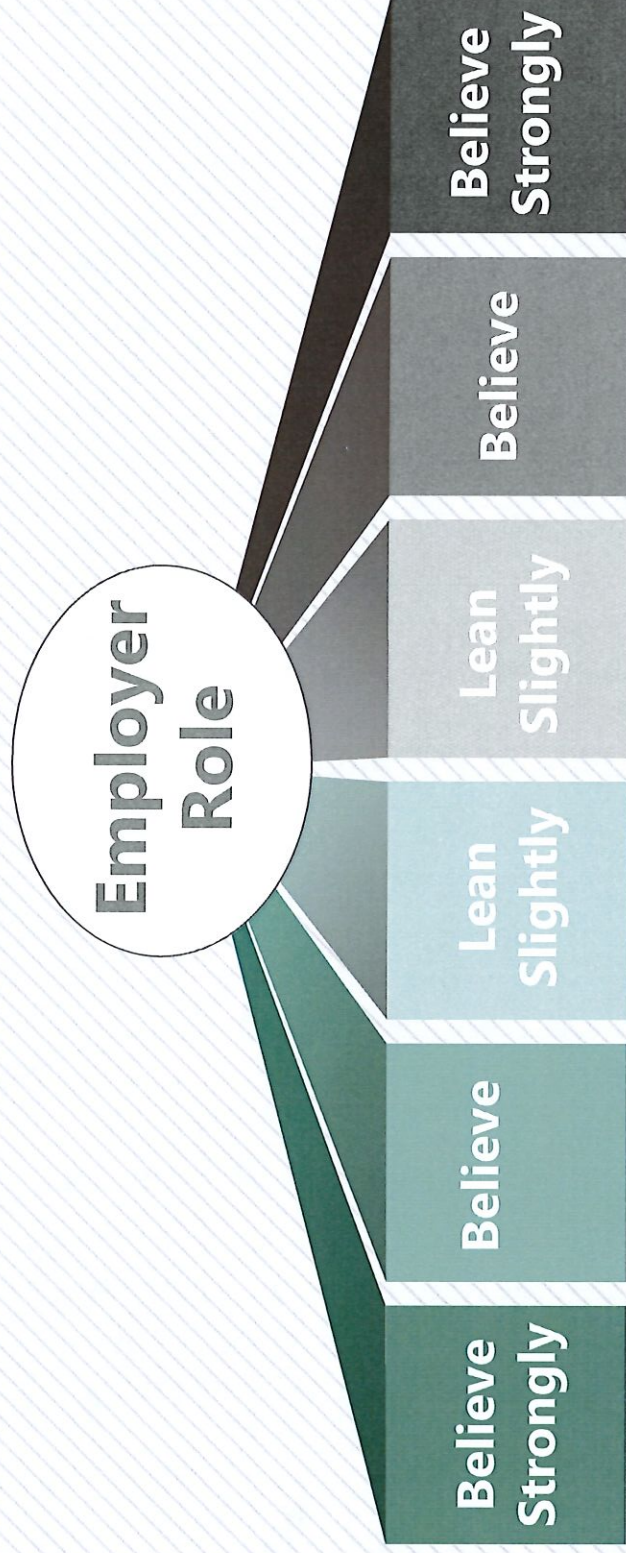 Employer
Role
Believe
Strongly
Believe
Lean
Slightly
Lean
Slightly
Believe
Believe
Strongly